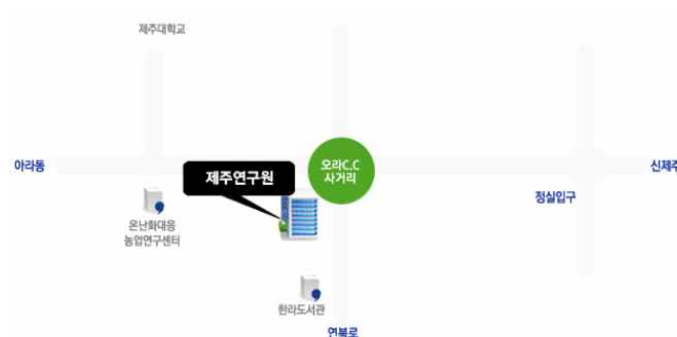 제주대학교
오라C.C
사거리
아라동
신제주
제주연구원
정실입구
온난화대응
농업연구센터
한라도서관
연북로